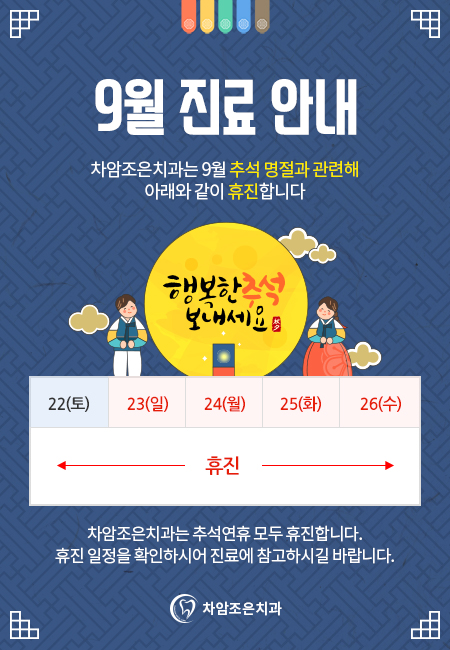 9월 진료 안내
차암조은치과는 9월 추석 명절과 관련해
아래와 같이 휴진합니다
행복한추석
보내세요
22(토) 23(일) 24(월) 25(화) 26(수)
휴진
차암조은치과는 추석연휴 모두 휴진합니다.
휴진 일정을 확인하시어 진료에 참고하시길 바랍니다.
차암조은치과